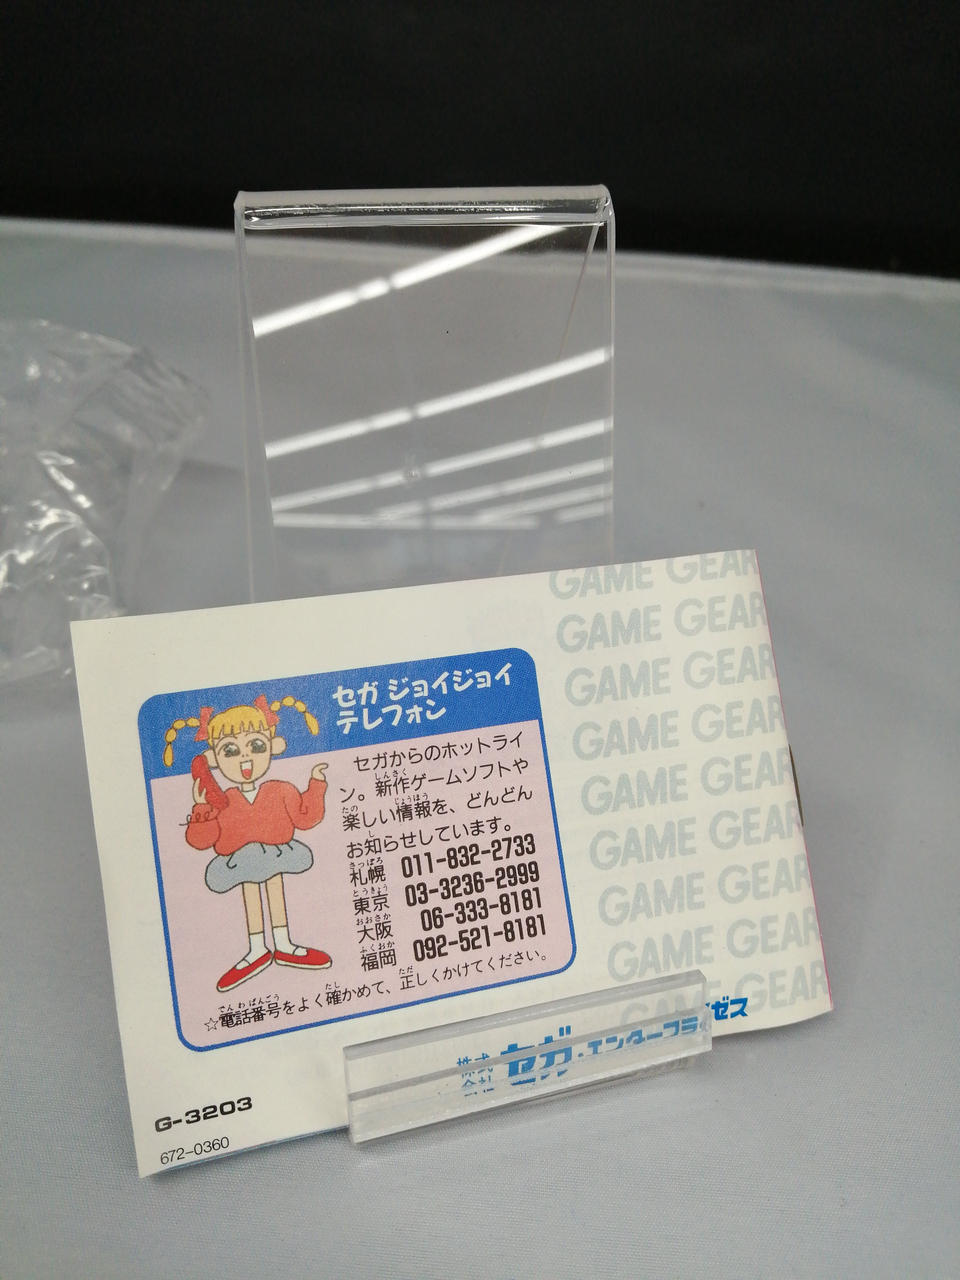 GAME GEAR
GAME GEAR
GAME GEAR
GAME GEAR
GAME GEAR
GAME GEAR
GAME GEAR
GAME GEAR
GAME GEAR
セガ ジョイジョイ
テレフォン
セガからのホットライ
ン。新作ゲームソフトや
楽しい情報を、どんどん
お知らせしています。
札幌 011-832-2733
東京 03-3236-2999
大阪 06-333-8181
福岡 092-521-8181
☆電話番号をよく確かめて、正しくかけてください。
株式会社 セガ・エンタープライゼス
G-3203
672-0360